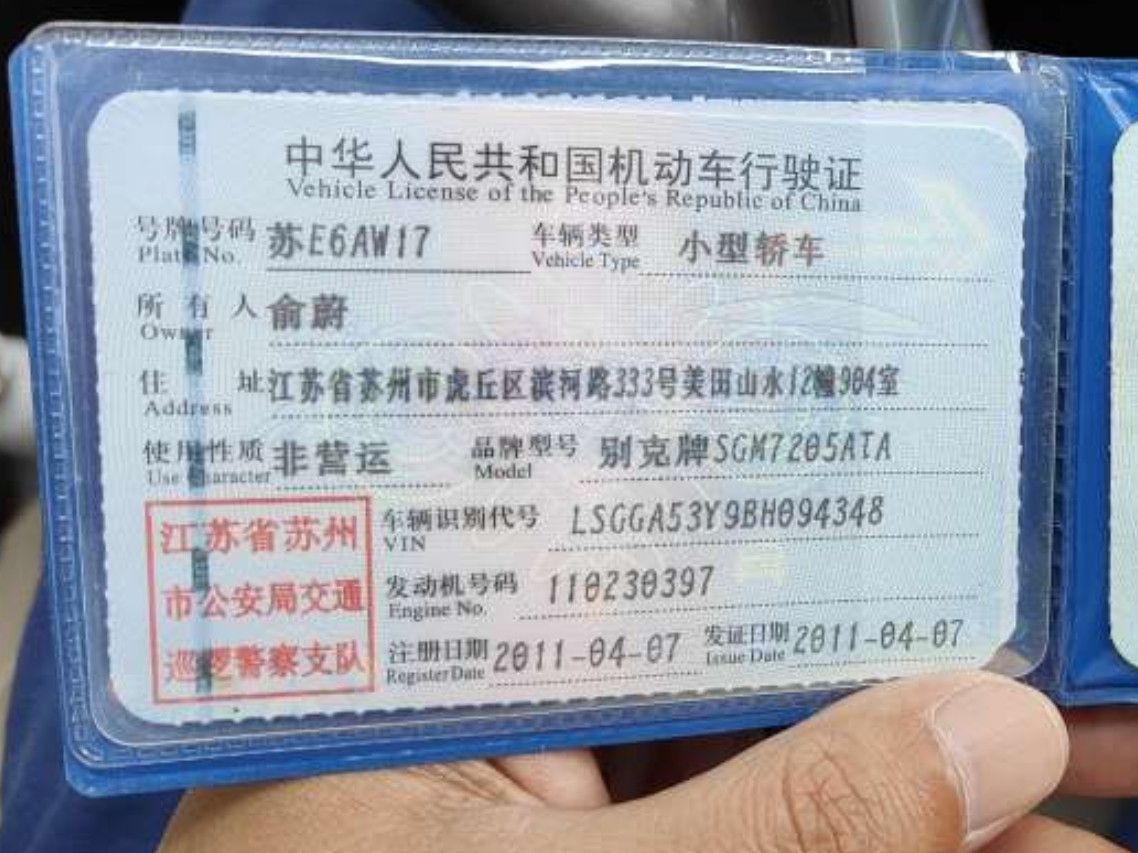 中华人民共和国机动车行驶证
Vehicle License of the People's Republic of China
号牌号码 苏E6AW17 车辆类型 小型轿车
Plate No. Vehicle Type
所有人 俞蔚
Owner
住址 江苏省苏州市虎丘区滨河路333号美田山水12幢904室
Address
使用性质 非营运 品牌型号 别克牌SGM7205ATA
Use Character Model
车辆识别代号 LSGGA53Y9BH094348
VIN
发动机号码 110230397
Engine No.
注册日期 2011-04-07 发证日期 2011-04-07
Register Date Issue Date
江苏省苏州
市公安局交通
巡逻警察支队